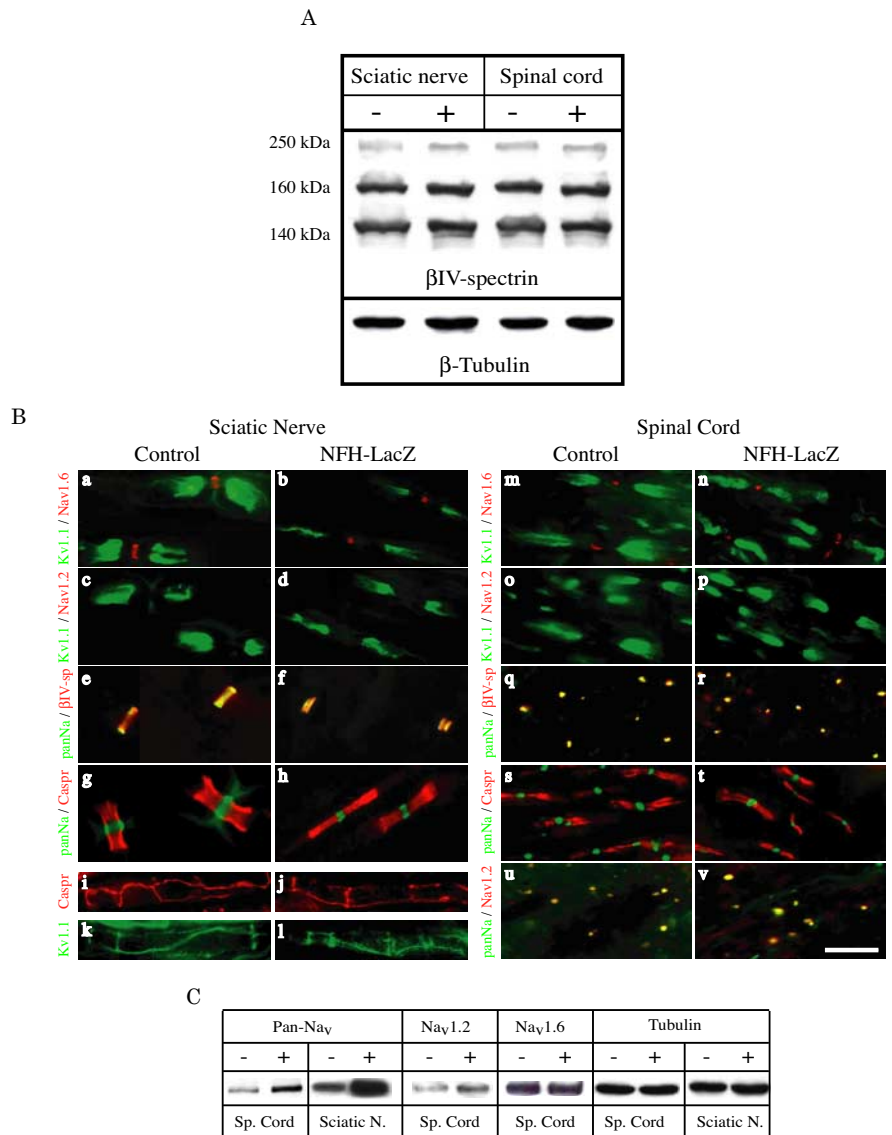 A
Sciatic nerve Spinal cord
- + - +
250 kDa
160 kDa
140 kDa
βIV-spectrin
β-Tubulin
B
Sciatic Nerve Spinal Cord
Control NFH-LacZ Control NFH-LacZ
Kv1.1 / Nav1.6 a b Kv1.1 / Nav1.6 m n
Kv1.1 / Nav1.2 c d Kv1.1 / Nav1.2 o p
panNa / βIV-sp e f panNa / βIV-sp q r
panNa / Caspr g h panNa / Caspr s t
Caspr i j panNa / Nav1.2 u v
Kv1.1 k l
C
Pan-Nav Nav1.2 Nav1.6 Tubulin
- + - + - + - + - + - +
Sp. Cord Sciatic N. Sp. Cord Sp. Cord Sp. Cord Sciatic N.